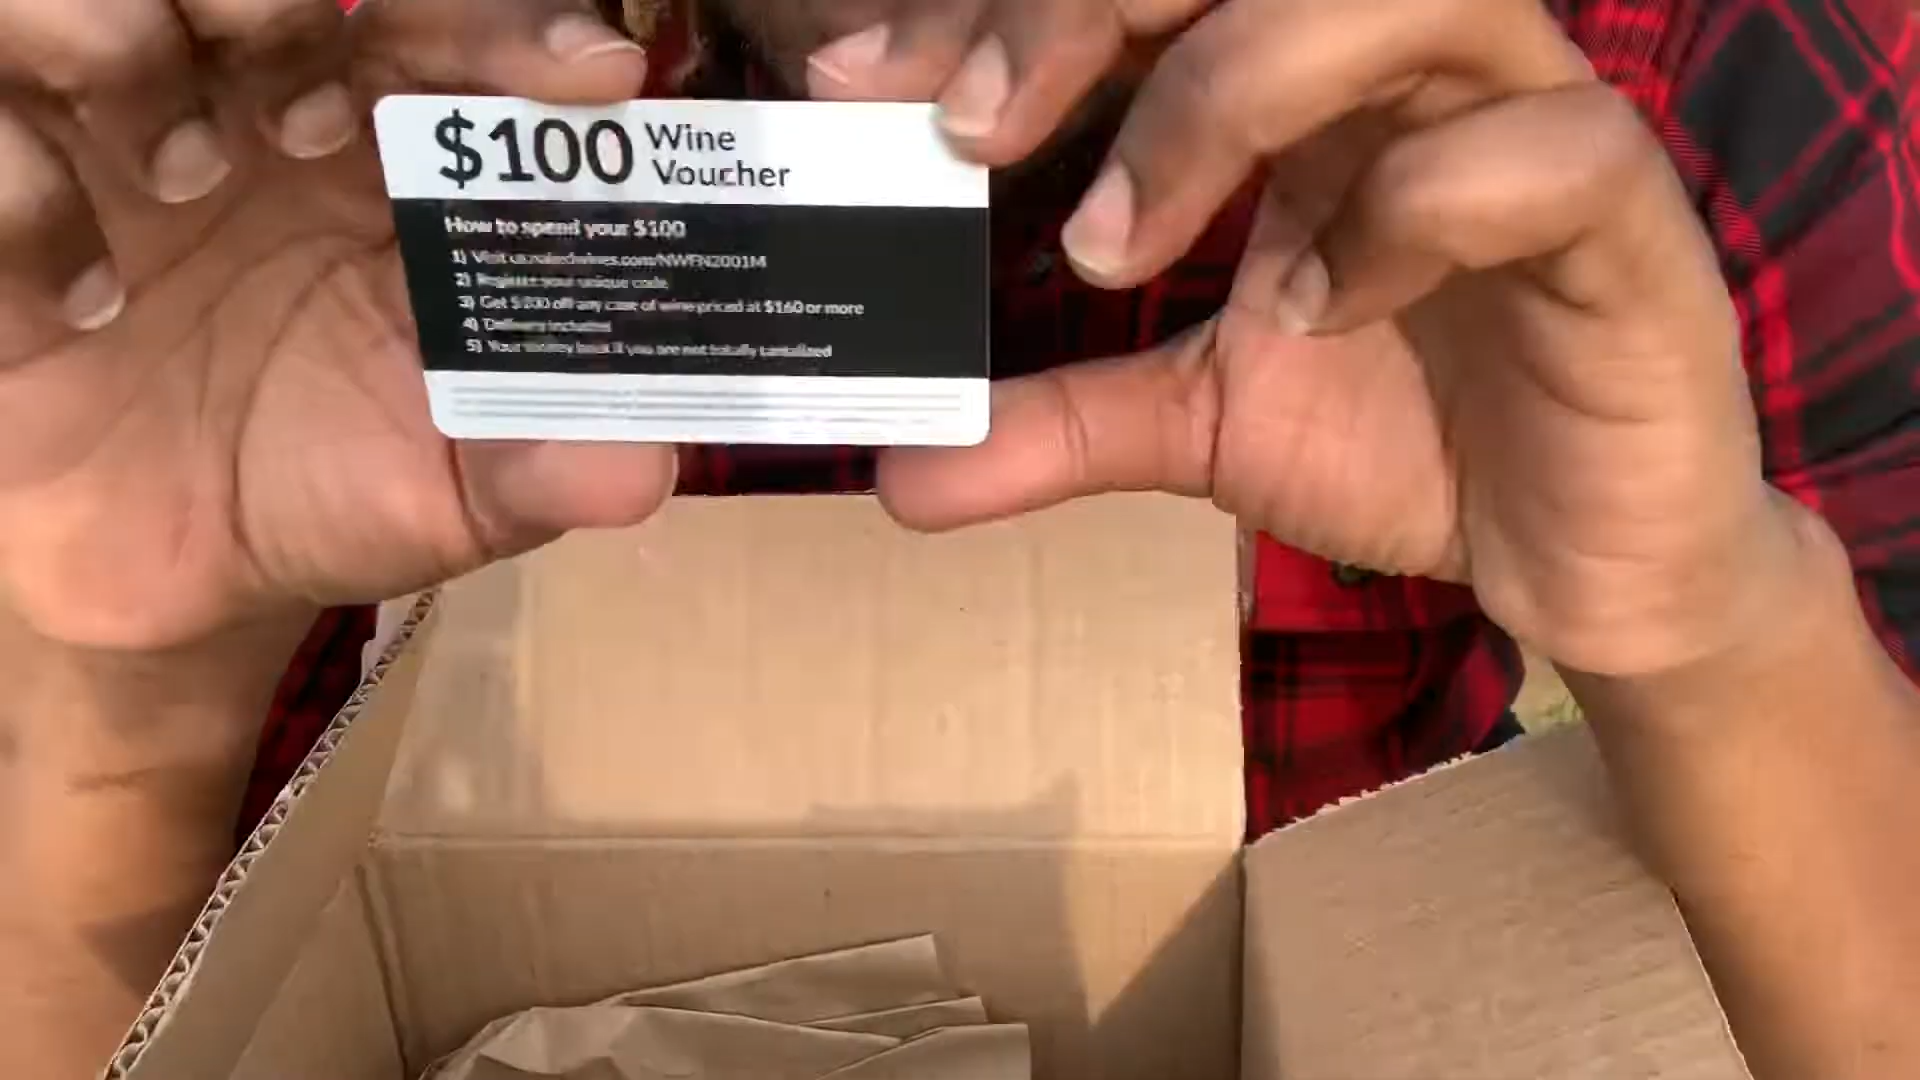 $100 Wine
Voucher
How to spend your $100
1) Visit us.nakedwines.com/NWFN2001M
2) Register your unique code
3) Get $100 off any case of wine priced at $160 or more
4) Delivery included
5) Your money back if you are not totally tantalized